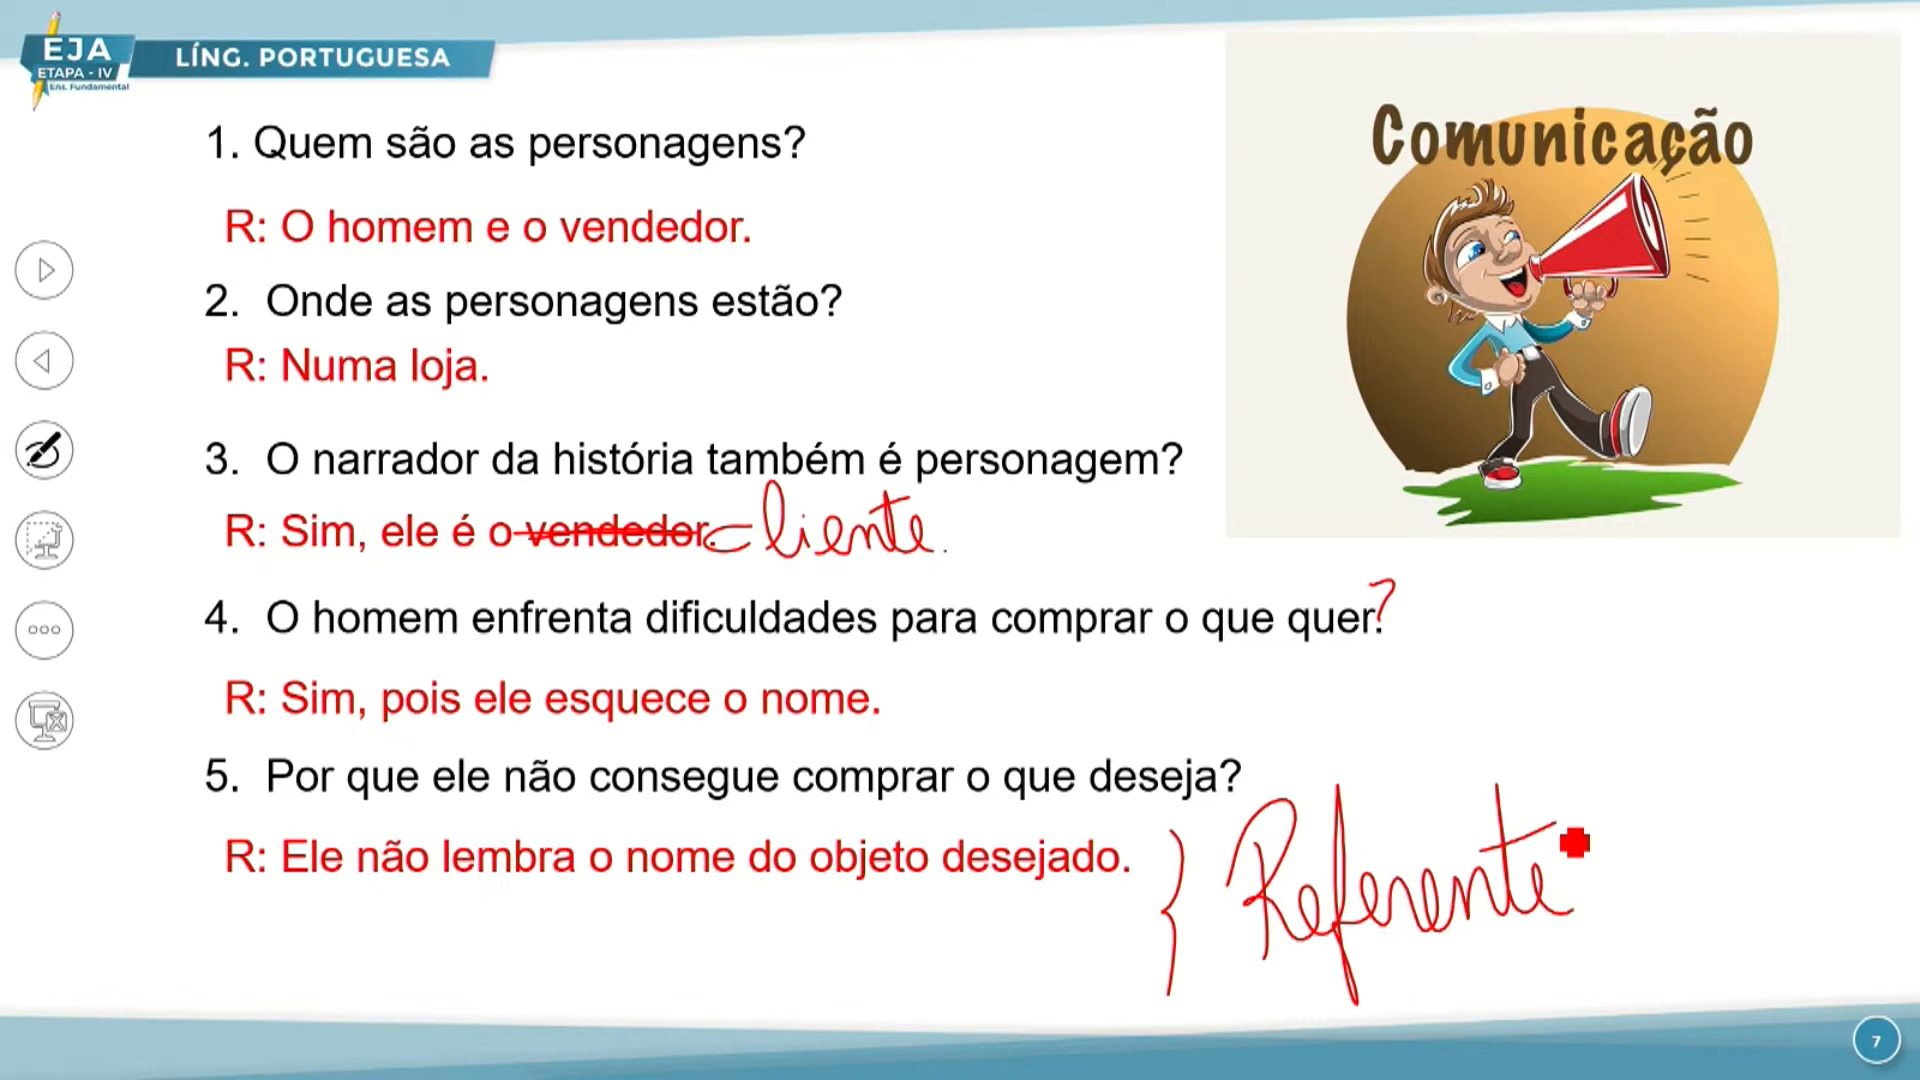 EJA
ETAPA - IV
Ens. Fundamental
LÍNG. PORTUGUESA
Comunicação
1. Quem são as personagens?
R: O homem e o vendedor.
2. Onde as personagens estão?
R: Numa loja.
3. O narrador da história também é personagem?
R: Sim, ele é o vendedor. cliente.
4. O homem enfrenta dificuldades para comprar o que quer.?
R: Sim, pois ele esquece o nome.
5. Por que ele não consegue comprar o que deseja?
R: Ele não lembra o nome do objeto desejado.
} Referente
7